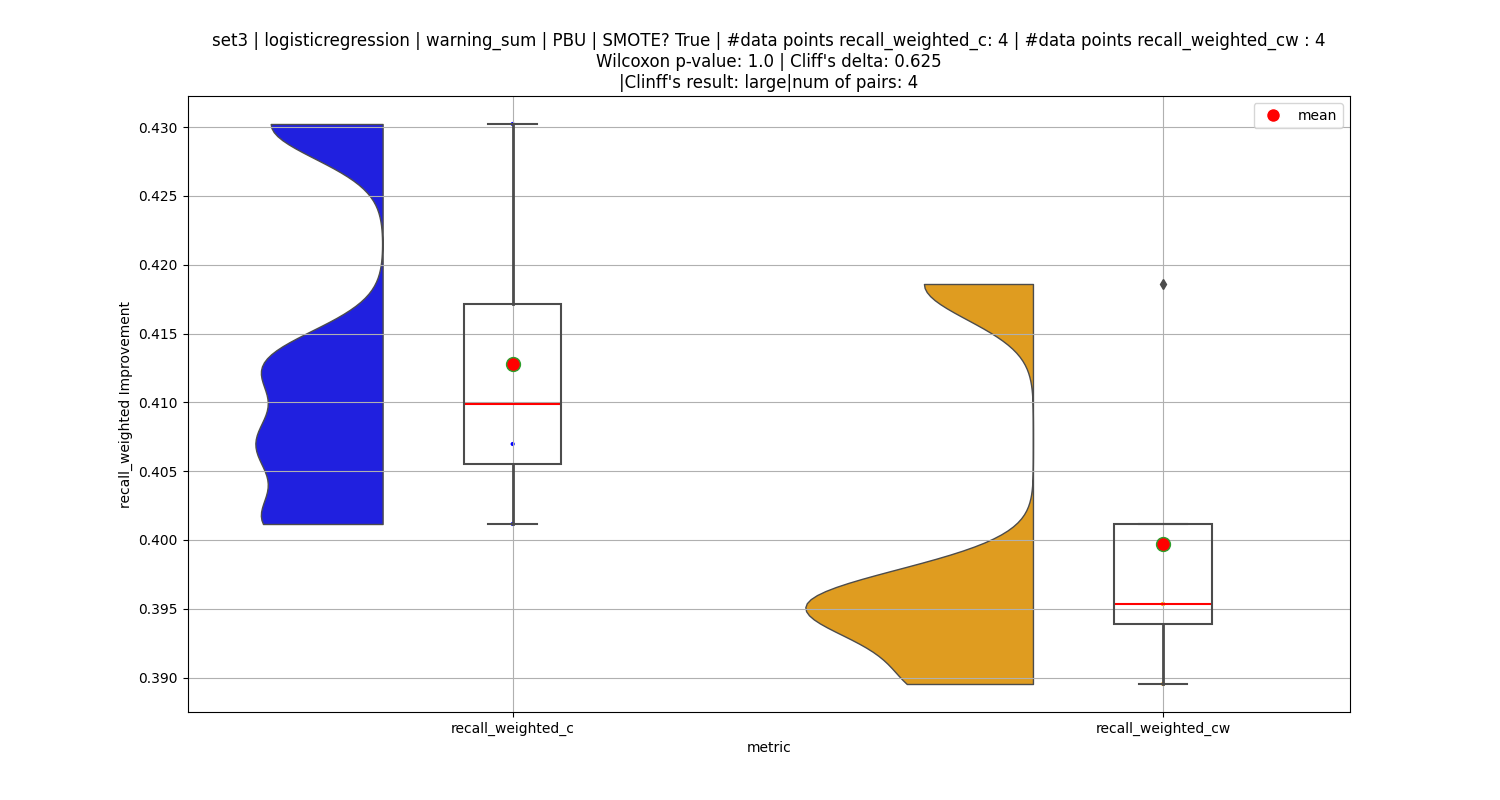 set3 | logisticregression | warning_sum | PBU | SMOTE? True | #data points recall_weighted_c: 4 | #data points recall_weighted_cw : 4
Wilcoxon p-value: 1.0 | Cliff's delta: 0.625
|Clinff's result: large|num of pairs: 4
mean
0.430
0.425
0.420
0.415
0.410
0.405
0.400
0.395
0.390
recall_weighted Improvement
recall_weighted_c
recall_weighted_cw
metric